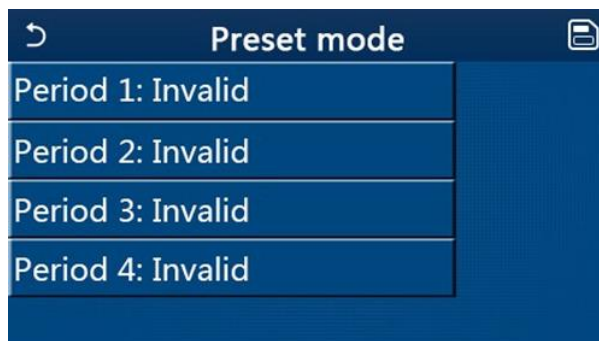 Preset mode
Period 1: Invalid
Period 2: Invalid
Period 3: Invalid
Period 4: Invalid